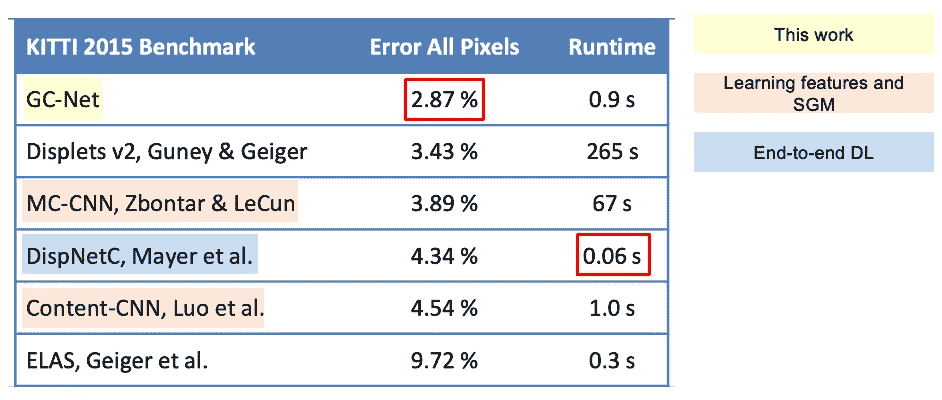 KITTI 2015 Benchmark Error All Pixels Runtime
GC-Net 2.87 % 0.9 s
Displets v2, Guney & Geiger 3.43 % 265 s
MC-CNN, Zbontar & LeCun 3.89 % 67 s
DispNetC, Mayer et al. 4.34 % 0.06 s
Content-CNN, Luo et al. 4.54 % 1.0 s
ELAS, Geiger et al. 9.72 % 0.3 s
This work
Learning features and
SGM
End-to-end DL